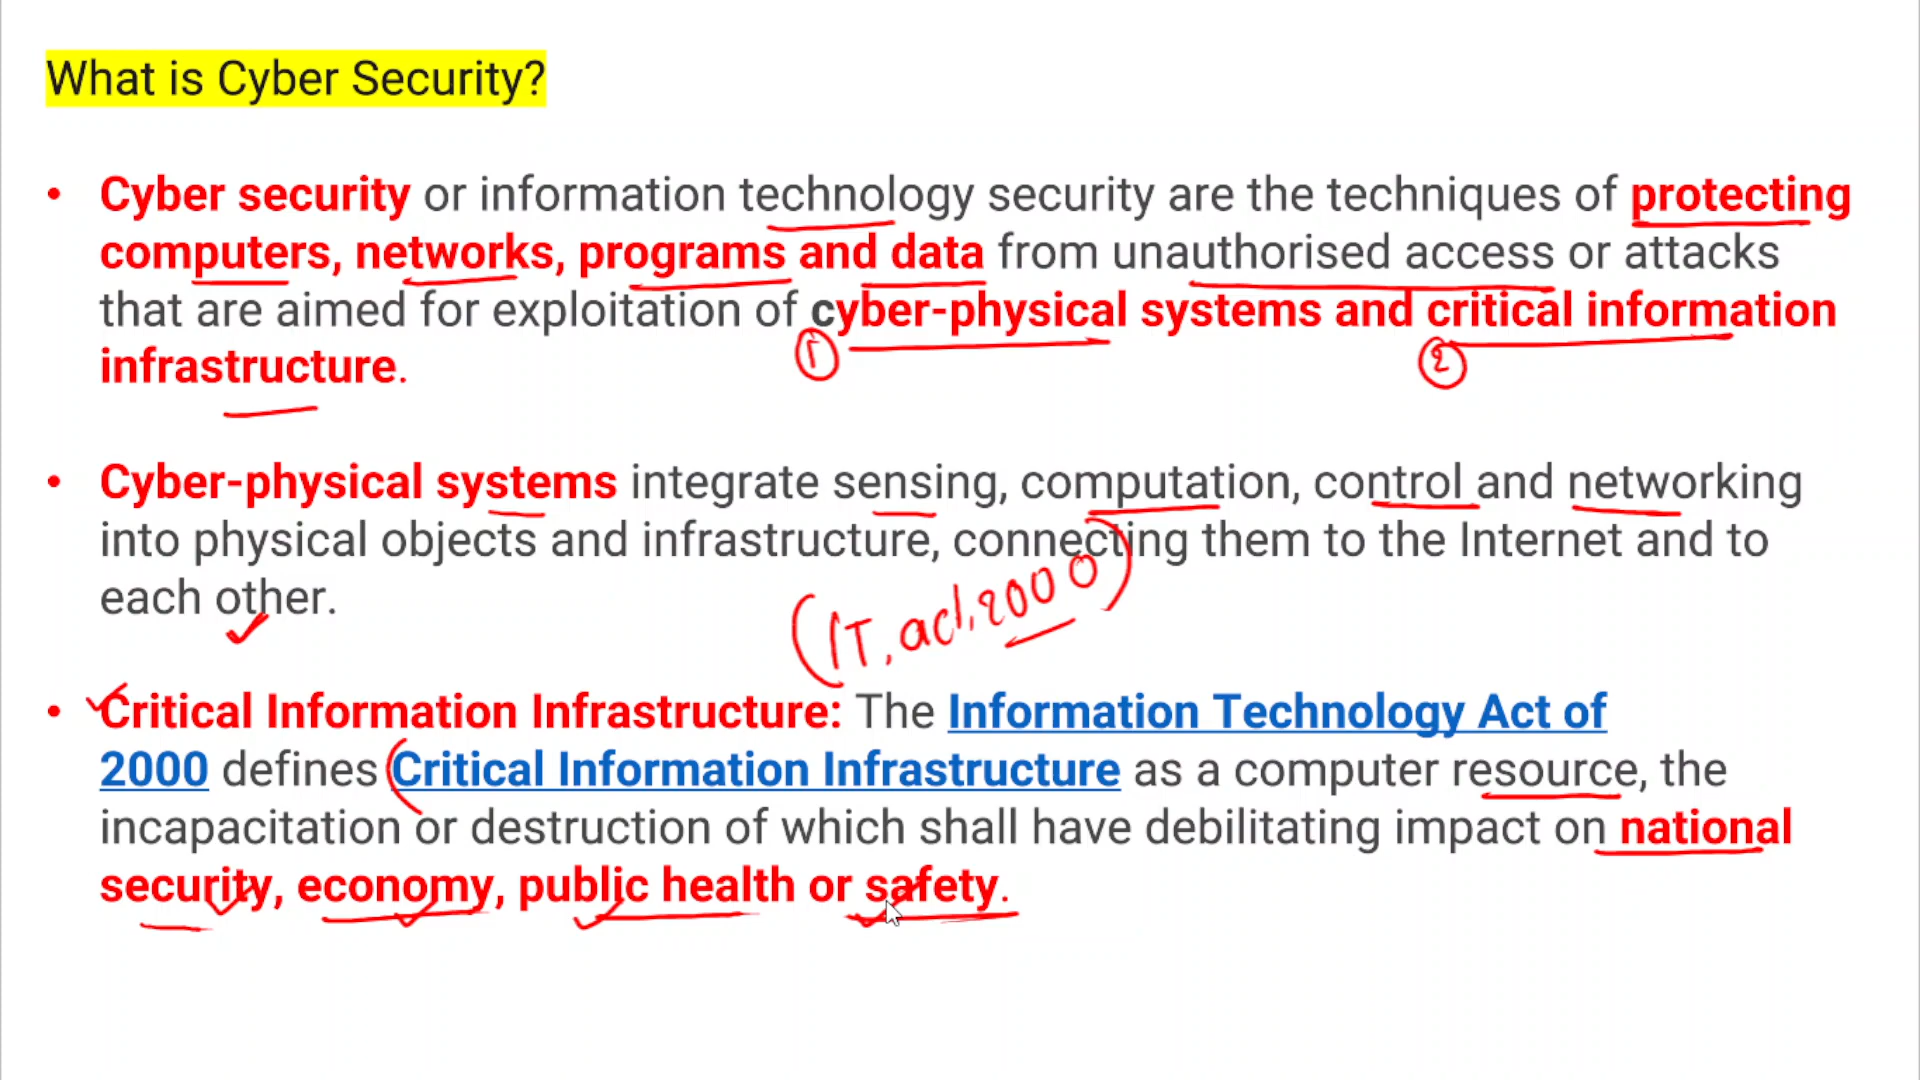 What is Cyber Security?
• Cyber security or information technology security are the techniques of protecting
computers, networks, programs and data from unauthorised access or attacks
that are aimed for exploitation of cyber-physical systems and critical information
1 2
infrastructure.
• Cyber-physical systems integrate sensing, computation, control and networking
into physical objects and infrastructure, connecting them to the Internet and to
each other.
(IT, act, 2000)
• Critical Information Infrastructure: The Information Technology Act of
2000 defines Critical Information Infrastructure as a computer resource, the
incapacitation or destruction of which shall have debilitating impact on national
security, economy, public health or safety.